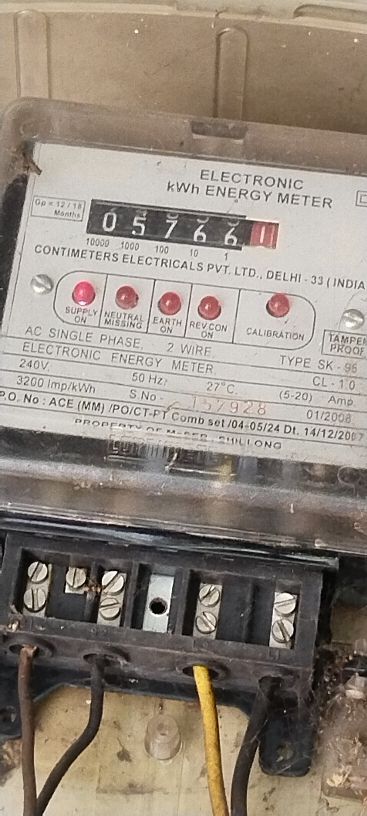 ELECTRONIC
kWh ENERGY METER
Gp = 12 / 18
Months
0 5 7 6 6 1
10000 1000 100 10 1
CONTIMETERS ELECTRICALS PVT. LTD., DELHI - 33 ( INDIA
SUPPLY ON
NEUTRAL MISSING
EARTH ON
REV.CON ON
CALIBRATION
TAMPER PROOF
AC SINGLE PHASE, 2 WIRE, TYPE SK - 96
ELECTRONIC ENERGY METER CL - 1.0
240V. 50 Hz. 27°C (5-20) Amp.
3200 Imp/kWh S.No - 157928 01/2008
P.O. No : ACE (MM) /PO/CT-PT Comb set /04-05/24 Dt. 14/12/2007
PROPERTY OF SHILLONG